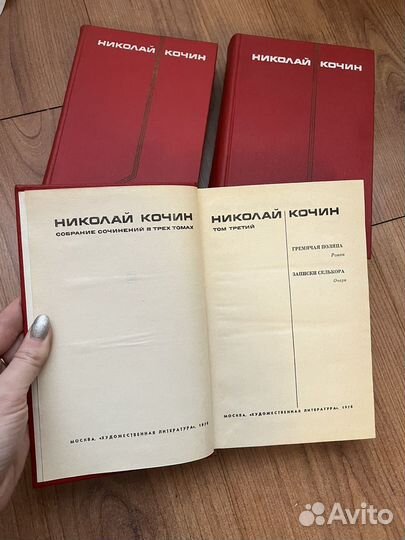 НИКОЛАЙ КОЧИН
НИКОЛАЙ КОЧИН
НИКОЛАЙ КОЧИН
СОБРАНИЕ СОЧИНЕНИЙ В ТРЕХ ТОМАХ
МОСКВА. «ХУДОЖЕСТВЕННАЯ ЛИТЕРАТУРА», 1978
НИКОЛАЙ КОЧИН
ТОМ ТРЕТИЙ
ГРЕМЯЧАЯ ПОЛЯНА
Роман
ЗАПИСКИ СЕЛЬКОРА
Очерк
МОСКВА. «ХУДОЖЕСТВЕННАЯ ЛИТЕРАТУРА», 1978
Avito